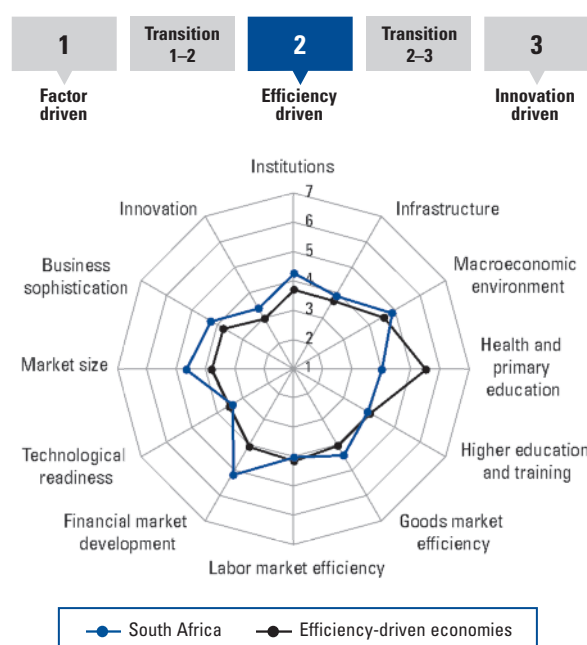 1
Transition
1–2
2
Transition
2–3
3
Factor
driven
Efficiency
driven
Innovation
driven
Institutions
7
Innovation
Infrastructure
6
Business
sophistication
5
Macroeconomic
environment
4
3
Market size
2
Health and
primary
education
1
Technological
readiness
Higher education
and training
Financial market
development
Goods market
efficiency
Labor market efficiency
South Africa
Efficiency-driven economies